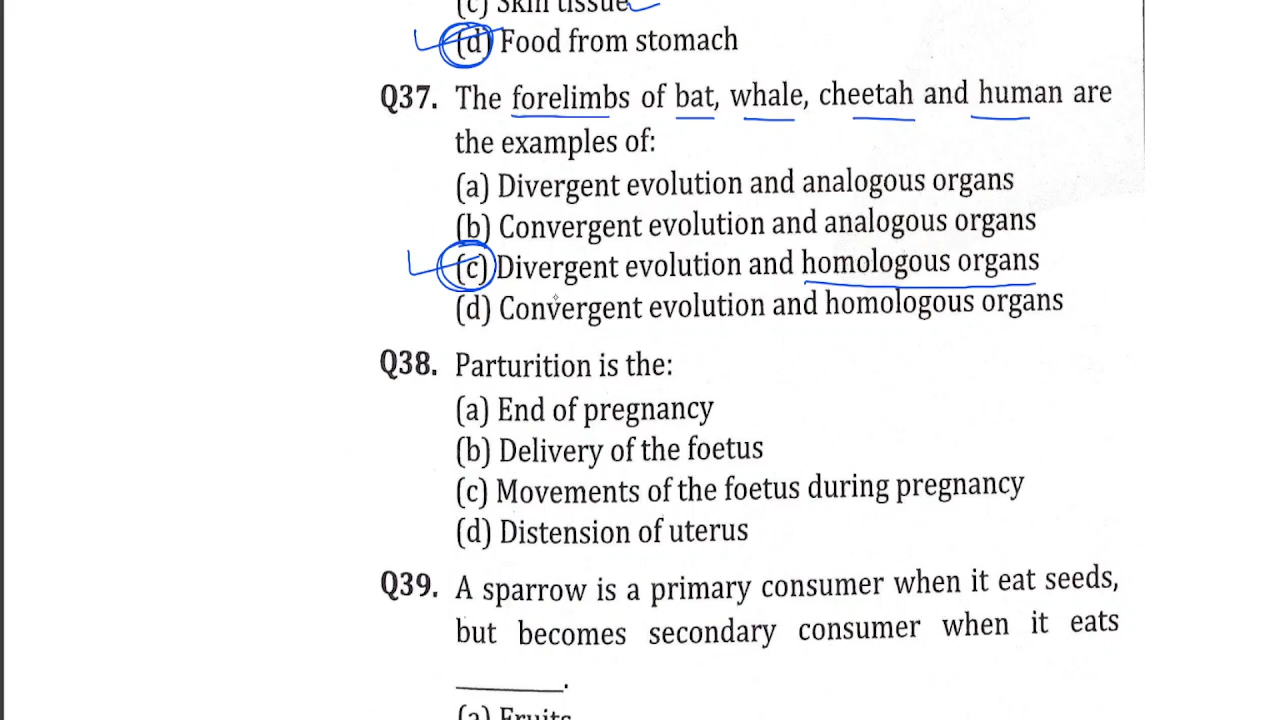 (c) Skin tissue
(d) Food from stomach
Q37. The forelimbs of bat, whale, cheetah and human are
the examples of:
(a) Divergent evolution and analogous organs
(b) Convergent evolution and analogous organs
(c) Divergent evolution and homologous organs
(d) Convergent evolution and homologous organs
Q38. Parturition is the:
(a) End of pregnancy
(b) Delivery of the foetus
(c) Movements of the foetus during pregnancy
(d) Distension of uterus
Q39. A sparrow is a primary consumer when it eat seeds,
but becomes secondary consumer when it eats
______.
(a) Fruits